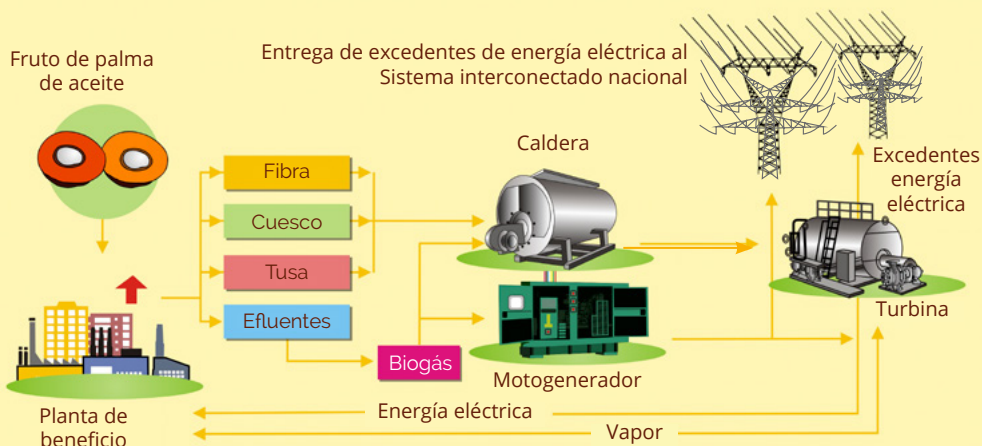 Fruto de palma
de aceite
Entrega de excedentes de energía eléctrica al
Sistema interconectado nacional
Caldera
Excedentes
energía
eléctrica
Fibra
Cuesco
Tusa
Efluentes
Biogás
Motogenerador
Turbina
Planta de
beneficio
Energía eléctrica
Vapor